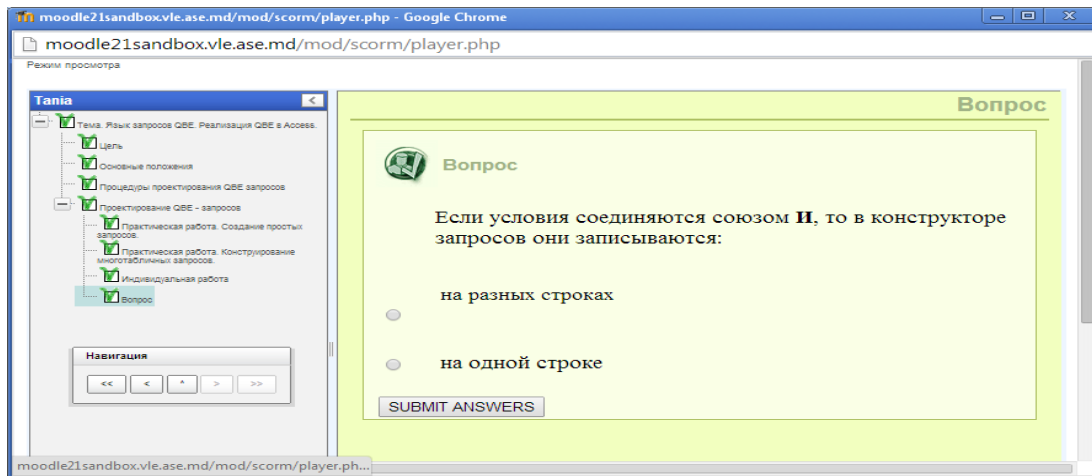 moodle21sandbox.vle.ase.md/mod/scorm/player.php - Google Chrome
moodle21sandbox.vle.ase.md/mod/scorm/player.php
Режим просмотра
Tania
<
Тема. Язык запросов QBE. Реализация QBE в Access.
Цель
Основные положения
Процедуры проектирования QBE запросов
Проектирование QBE - запросов
Практическая работа. Создание простых
запросов.
Практическая работа. Конструирование
многотабличных запросов.
Индивидуальная работа
Вопрос
Навигация
<< < ^ > >>
Вопрос
Вопрос
Если условия соединяются союзом И, то в конструкторе
запросов они записываются:
на разных строках
на одной строке
SUBMIT ANSWERS
moodle21sandbox.vle.ase.md/mod/scorm/player.ph...